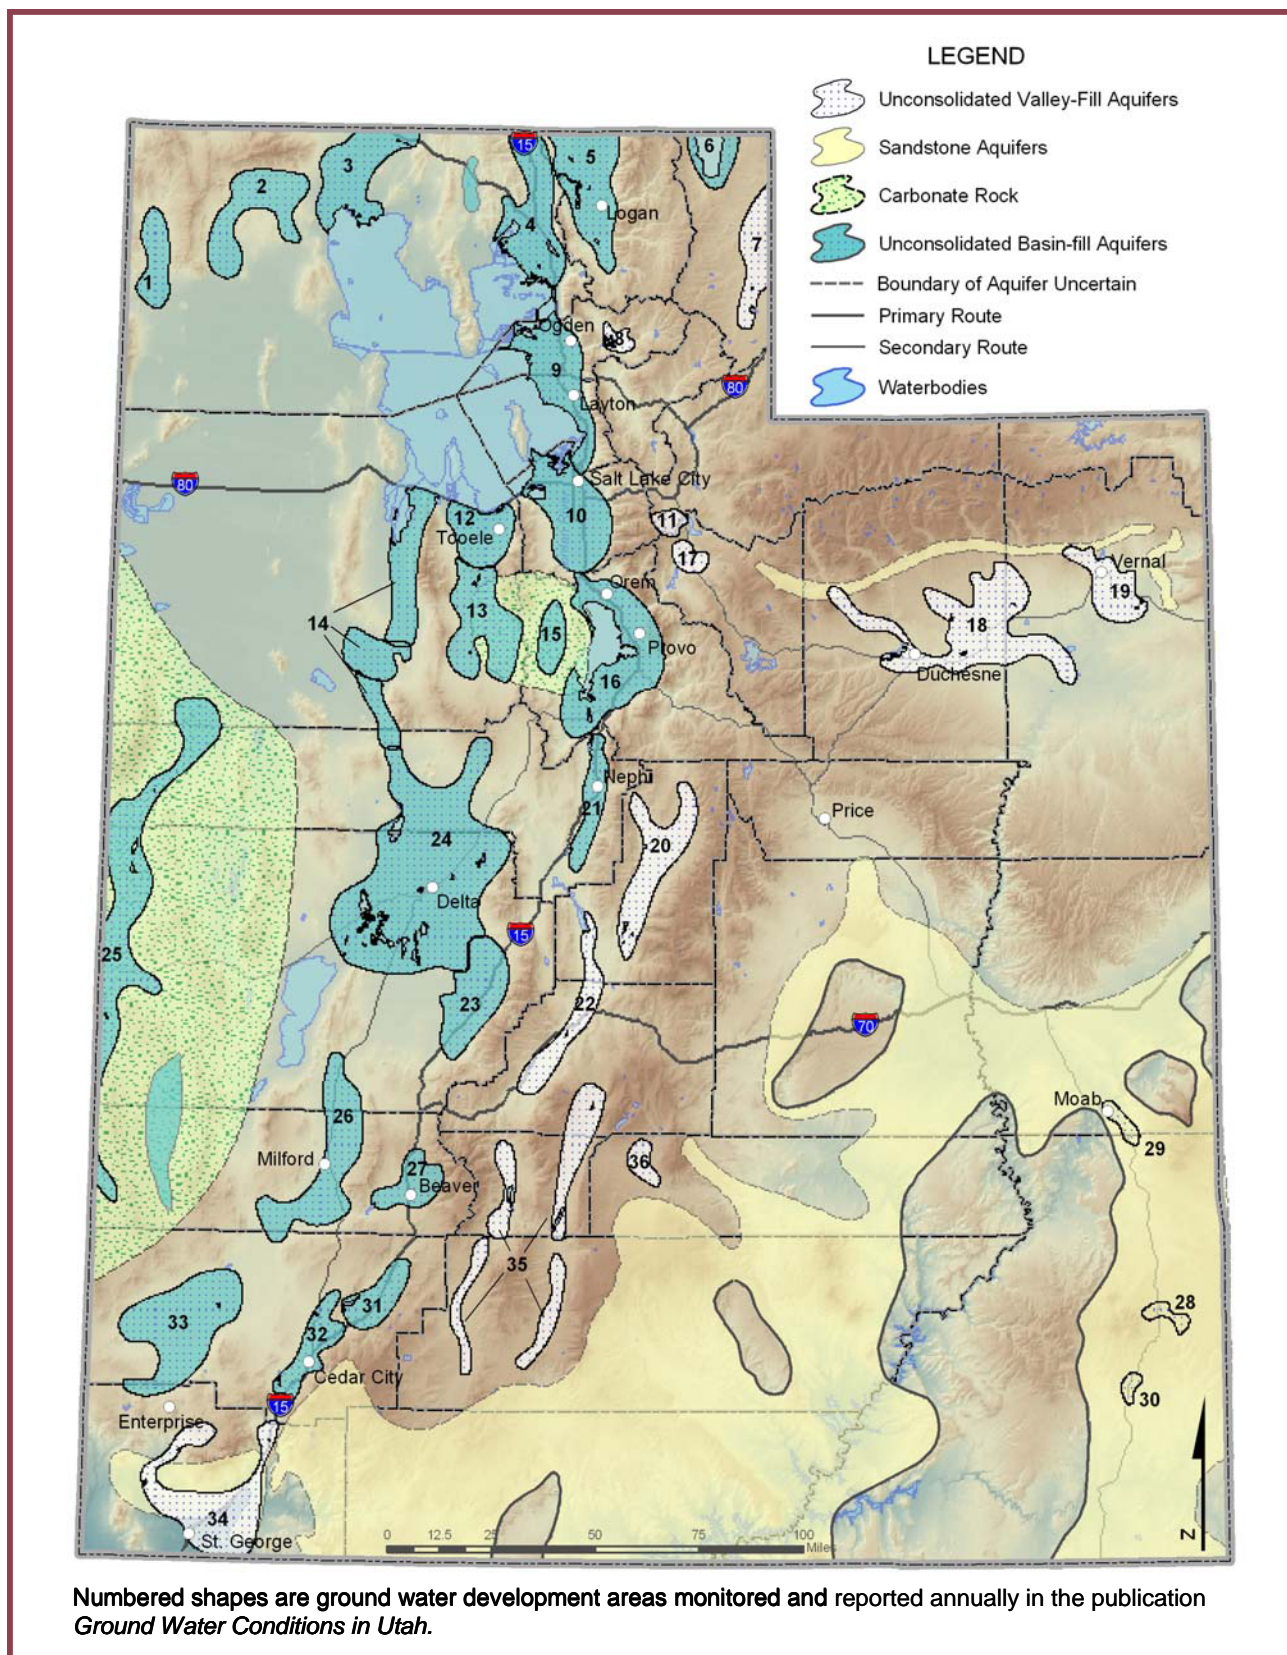 LEGEND
Unconsolidated Valley-Fill Aquifers
Sandstone Aquifers
Carbonate Rock
Unconsolidated Basin-fill Aquifers
Boundary of Aquifer Uncertain
Primary Route
Secondary Route
Waterbodies
15
5
6
3
2
Logan
4
7
1
Ogden
8
9
80
Layton
80
Salt Lake City
12
10
11
Tooele
17
Vernal
Orem
19
13
14
15
18
Provo
16
Duchesne
Nephi
21
Price
24
20
Delta
15
25
23
22
70
Moab
26
29
Milford
27
36
Beaver
35
31
28
33
32
Cedar City
30
15
Enterprise
34
St. George
0 12.5 25 50 75 100
Miles
N
Numbered shapes are ground water development areas monitored and reported annually in the publication
Ground Water Conditions in Utah.